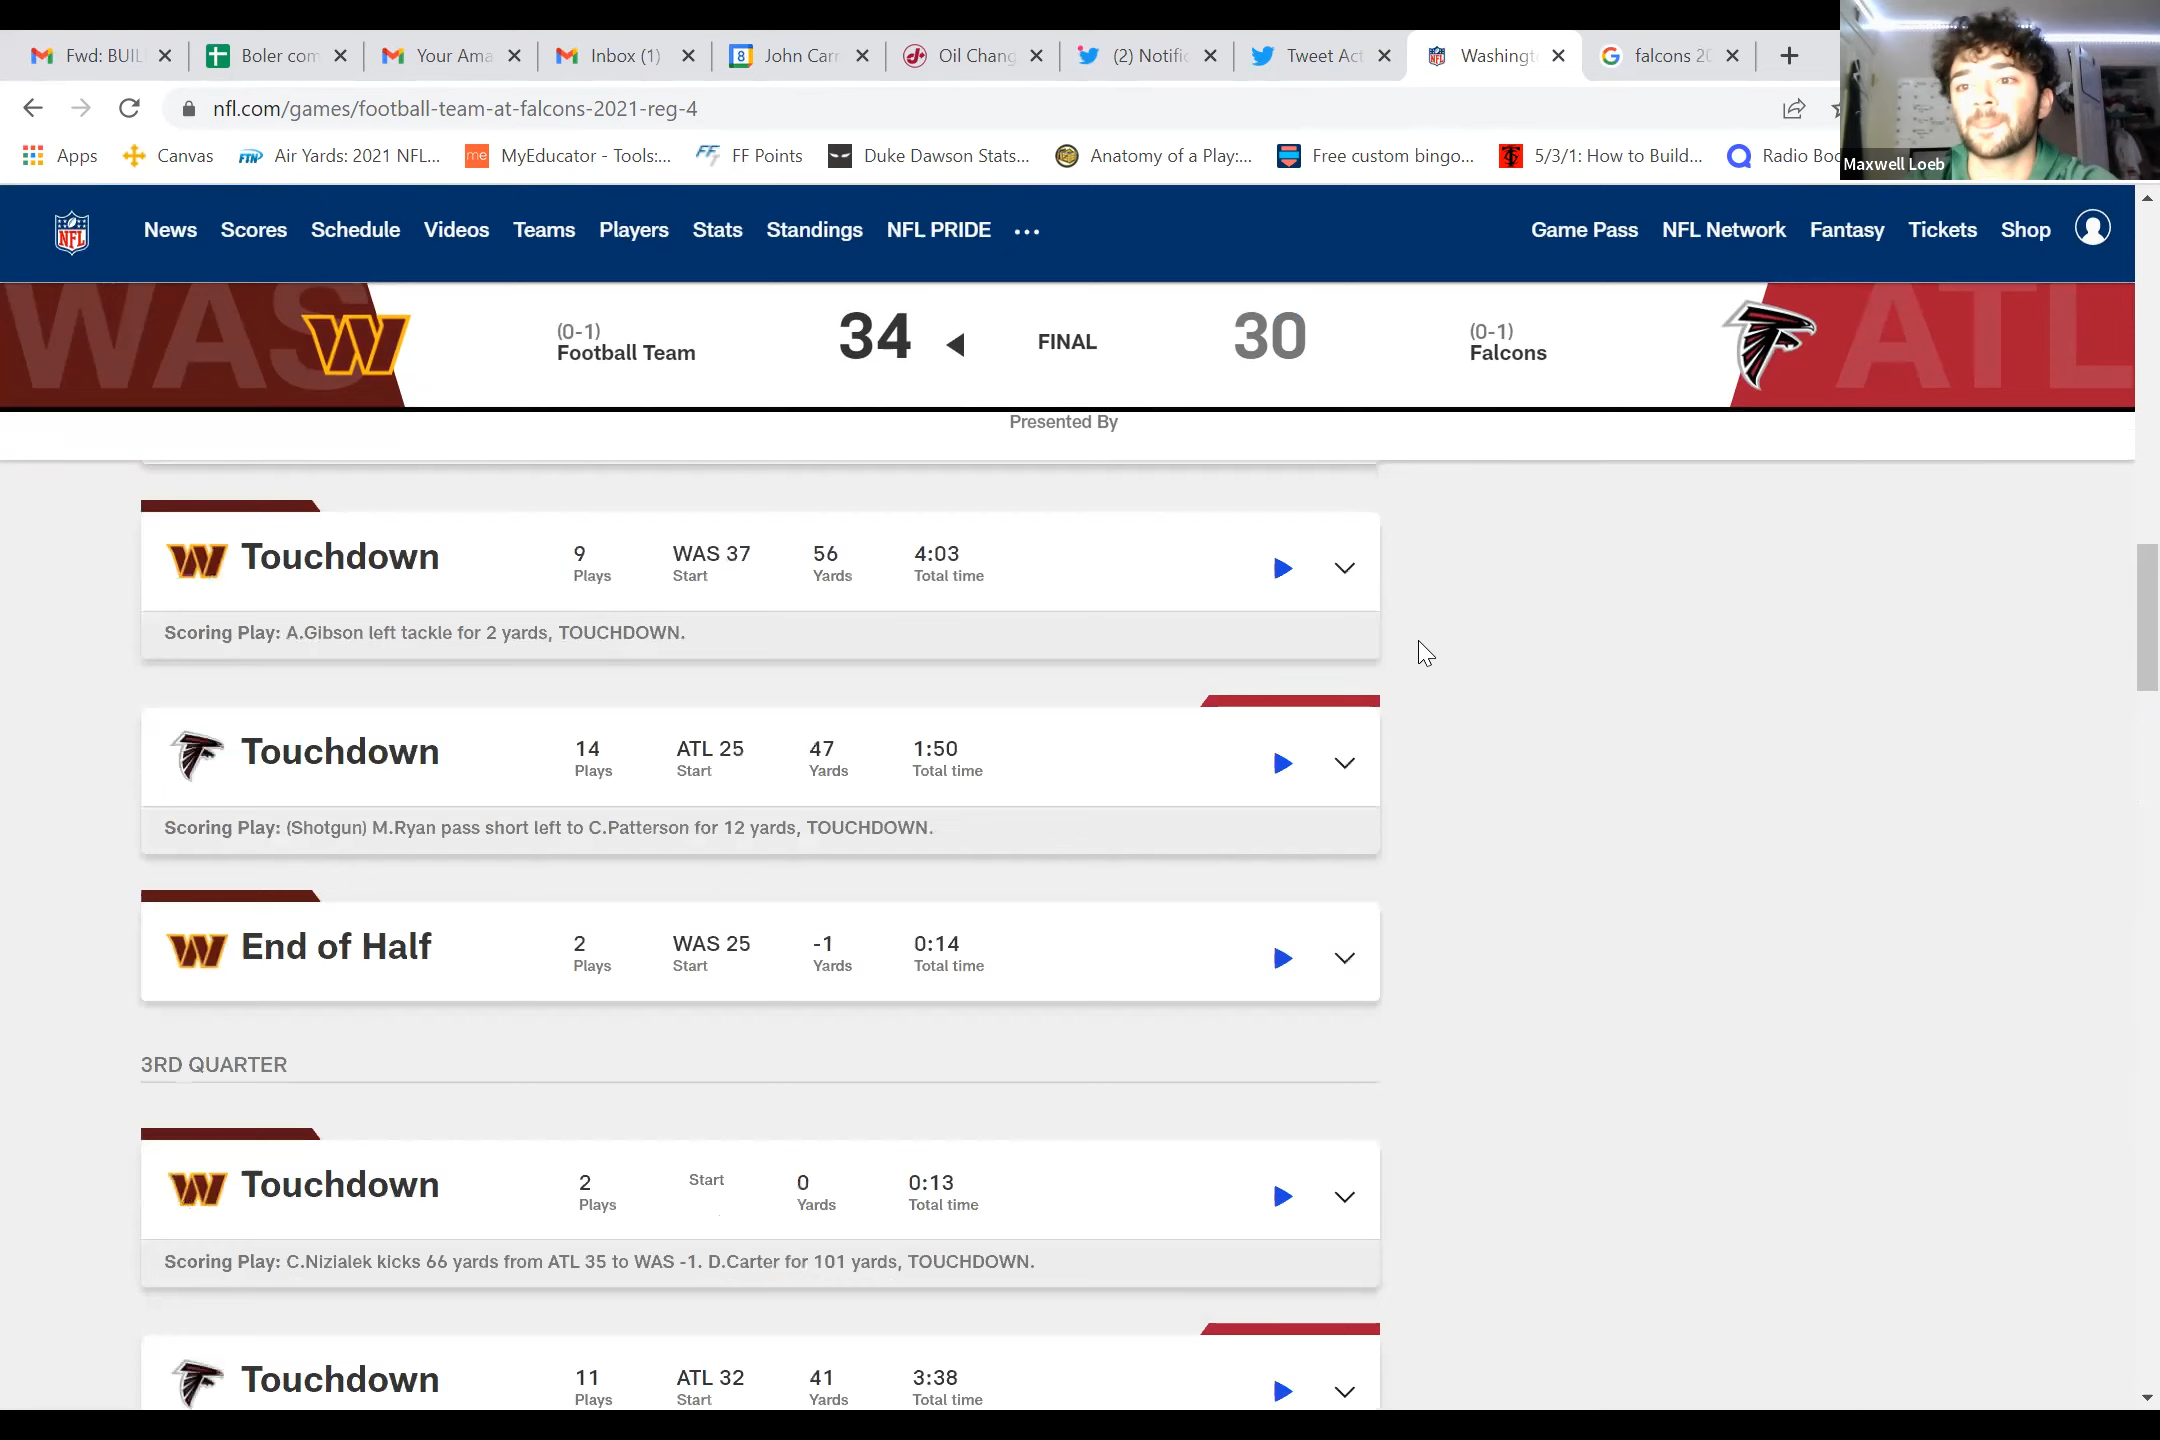 Fwd: BUIL
Boler com
Your Ama
Inbox (1)
8
John Carr
Oil Chang
(2) Notific
Tweet Act
Washingt
falcons 20
nfl.com/games/football-team-at-falcons-2021-reg-4
Apps
Canvas
FTN
Air Yards: 2021 NFL...
me
MyEducator - Tools:...
FF
FF Points
Duke Dawson Stats...
Anatomy of a Play:...
Free custom bingo...
5/3/1: How to Build...
Radio Boo
Maxwell Loeb
NFL
News
Scores
Schedule
Videos
Teams
Players
Stats
Standings
NFL PRIDE
Game Pass
NFL Network
Fantasy
Tickets
Shop
WAS
W
(0-1)
Football Team
34
FINAL
30
(0-1)
Falcons
ATL
Presented By
W
Touchdown
9
Plays
WAS 37
Start
56
Yards
4:03
Total time
Scoring Play: A.Gibson left tackle for 2 yards, TOUCHDOWN.
Touchdown
14
Plays
ATL 25
Start
47
Yards
1:50
Total time
Scoring Play: (Shotgun) M.Ryan pass short left to C.Patterson for 12 yards, TOUCHDOWN.
W
End of Half
2
Plays
WAS 25
Start
-1
Yards
0:14
Total time
3RD QUARTER
W
Touchdown
2
Plays
Start
0
Yards
0:13
Total time
Scoring Play: C.Nizialek kicks 66 yards from ATL 35 to WAS -1. D.Carter for 101 yards, TOUCHDOWN.
Touchdown
11
Plays
ATL 32
Start
41
Yards
3:38
Total time